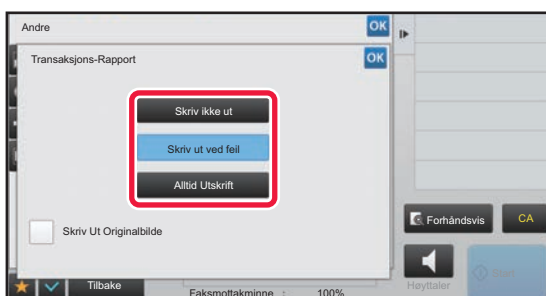 Andre
OK
Transaksjons-Rapport
OK
Skriv ikke ut
Skriv ut ved feil
Alltid Utskrift
Skriv Ut Originalbilde
Forhåndsvis
CA
Tilbake
Faksmottakminne : 100%
Høyttaler
Start